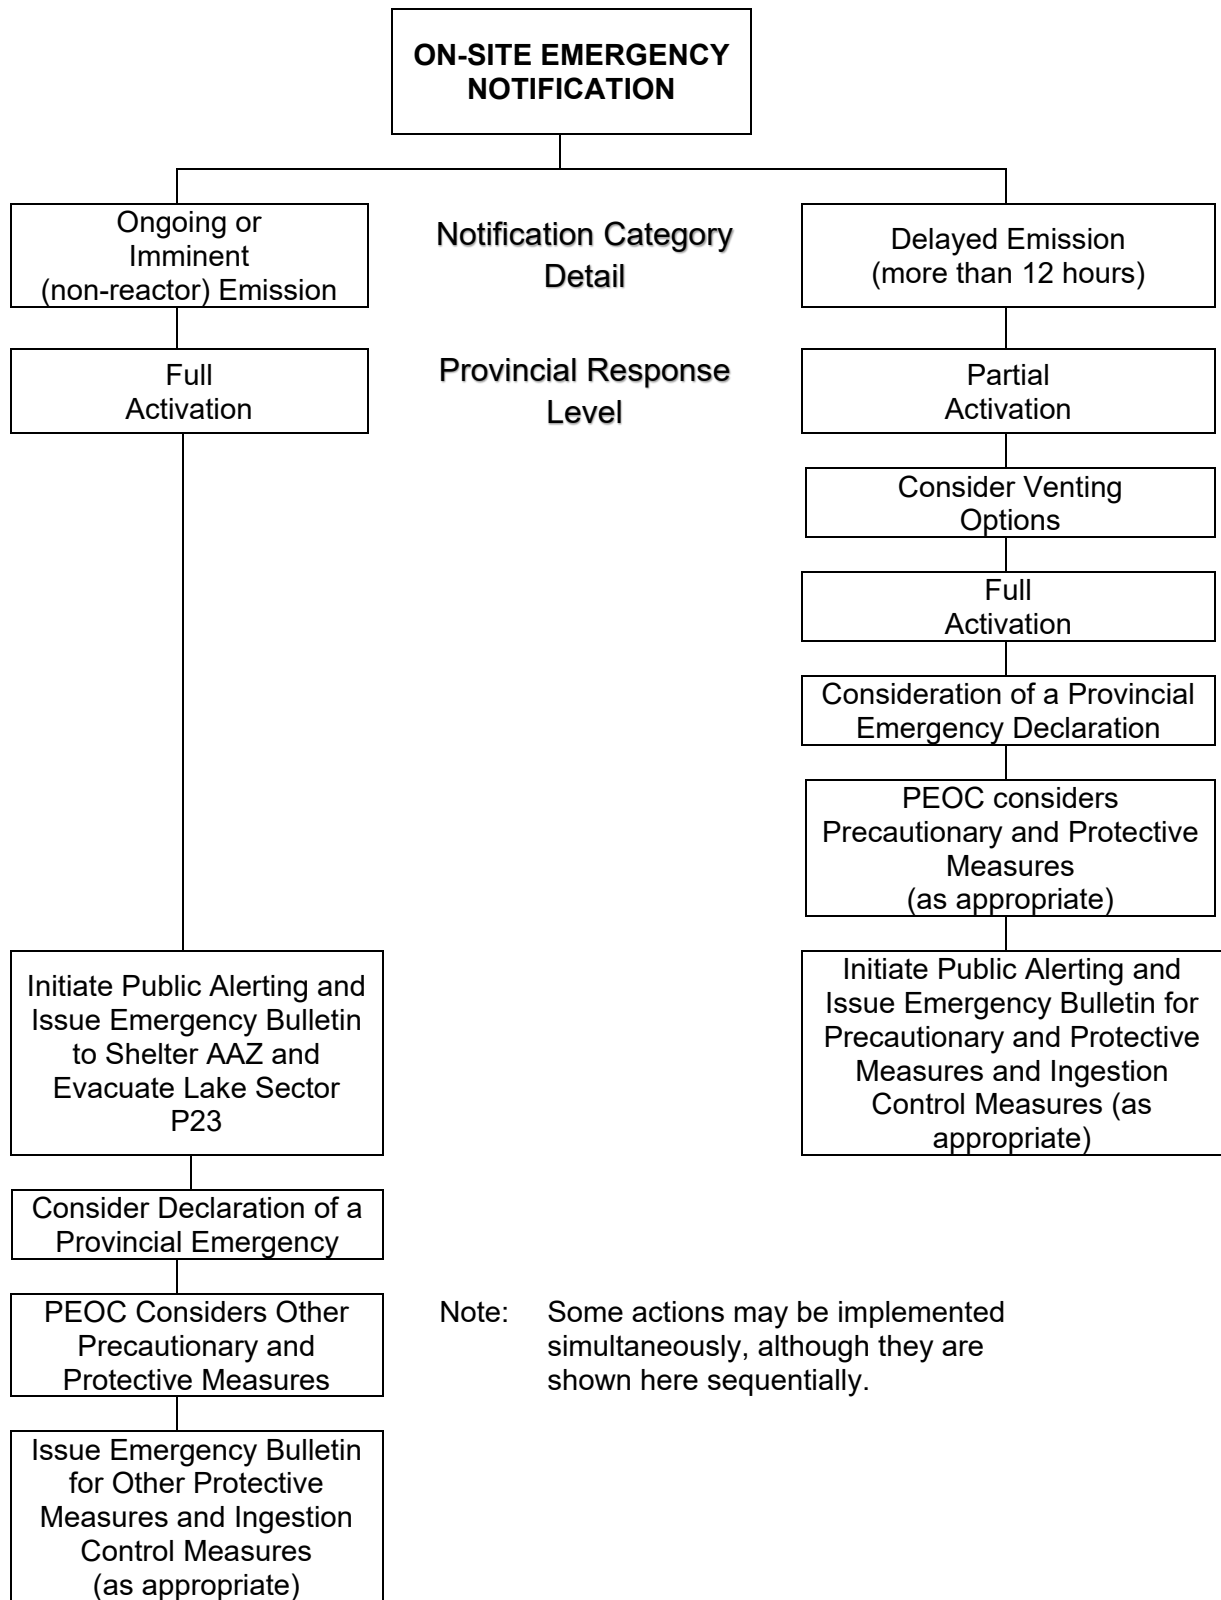 ON-SITE EMERGENCY
NOTIFICATION
Ongoing or
Imminent
(non-reactor) Emission
Notification Category
Detail
Delayed Emission
(more than 12 hours)
Full
Activation
Provincial Response
Level
Partial
Activation
Consider Venting
Options
Full
Activation
Consideration of a Provincial
Emergency Declaration
PEOC considers
Precautionary and Protective
Measures
(as appropriate)
Initiate Public Alerting and
Issue Emergency Bulletin
to Shelter AAZ and
Evacuate Lake Sector
P23
Initiate Public Alerting and
Issue Emergency Bulletin for
Precautionary and Protective
Measures and Ingestion
Control Measures (as
appropriate)
Consider Declaration of a
Provincial Emergency
PEOC Considers Other
Precautionary and
Protective Measures
Note: Some actions may be implemented
simultaneously, although they are
shown here sequentially.
Issue Emergency Bulletin
for Other Protective
Measures and Ingestion
Control Measures
(as appropriate)